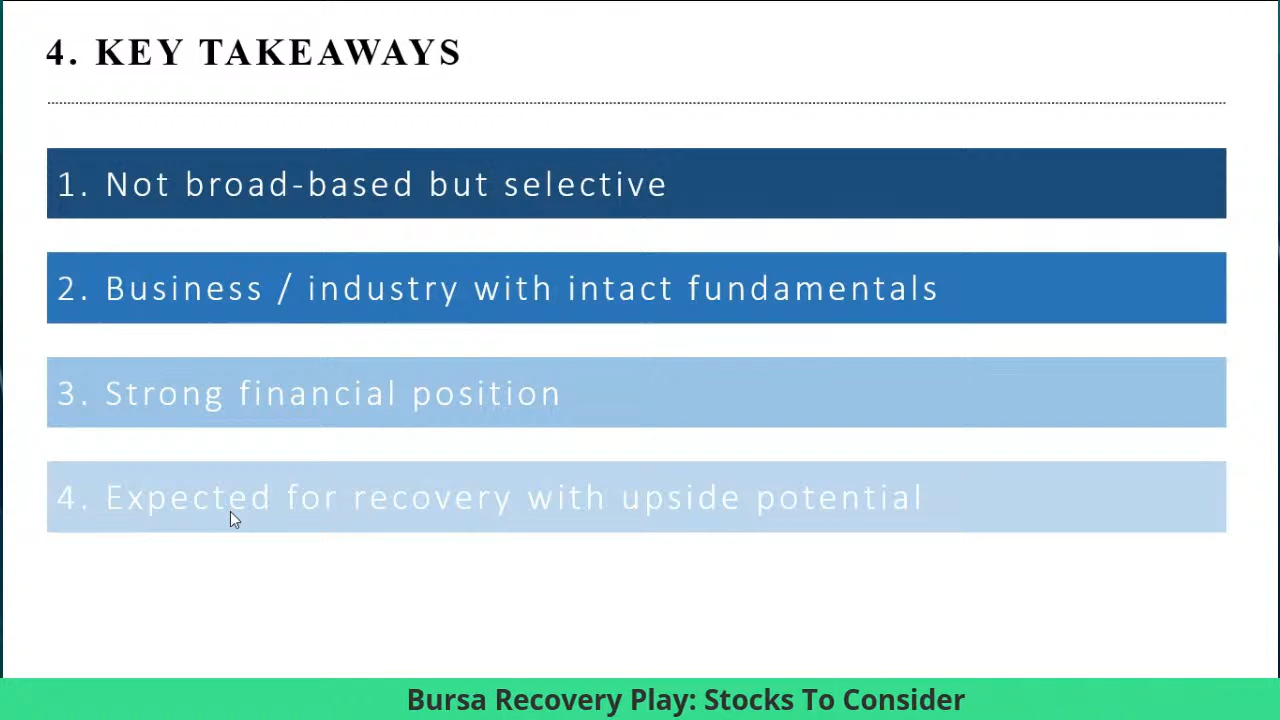 4. KEY TAKEAWAYS
1. Not broad-based but selective
2. Business / industry with intact fundamentals
3. Strong financial position
4. Expected for recovery with upside potential
Bursa Recovery Play: Stocks To Consider